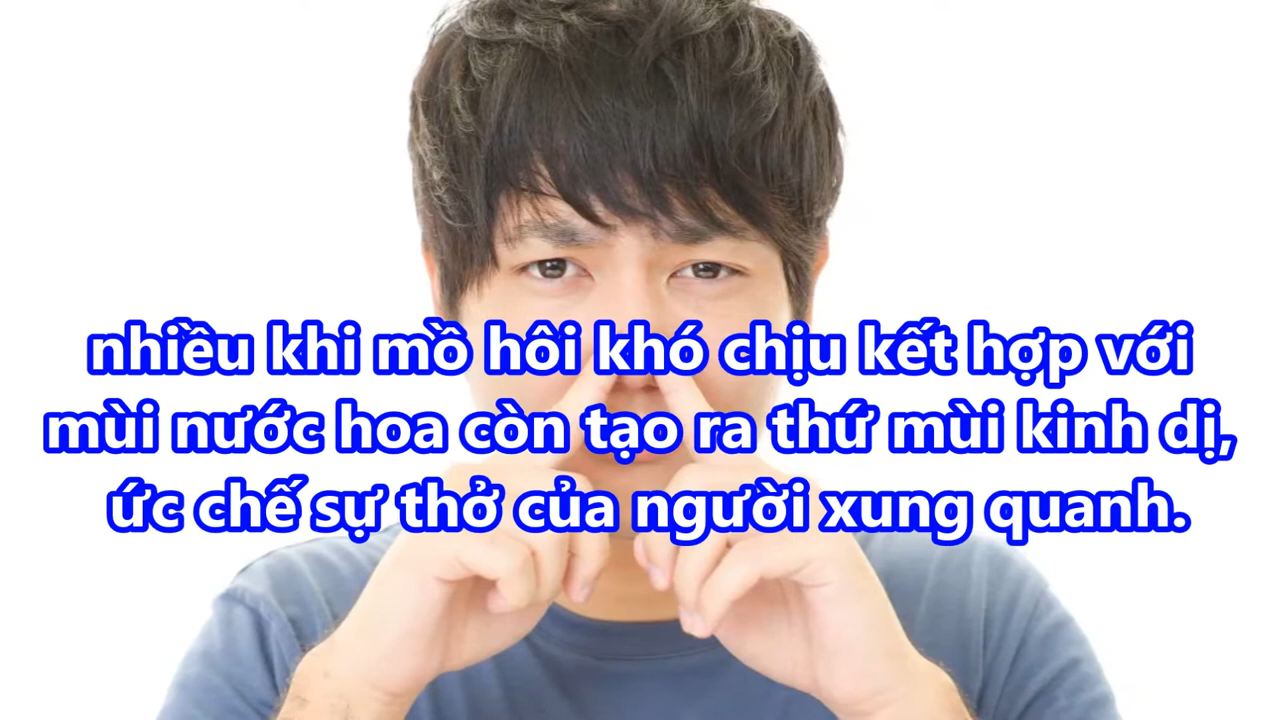 nhiều khi mồ hôi khó chịu kết hợp với
mùi nước hoa còn tạo ra thứ mùi kinh dị,
ức chế sự thở của người xung quanh.